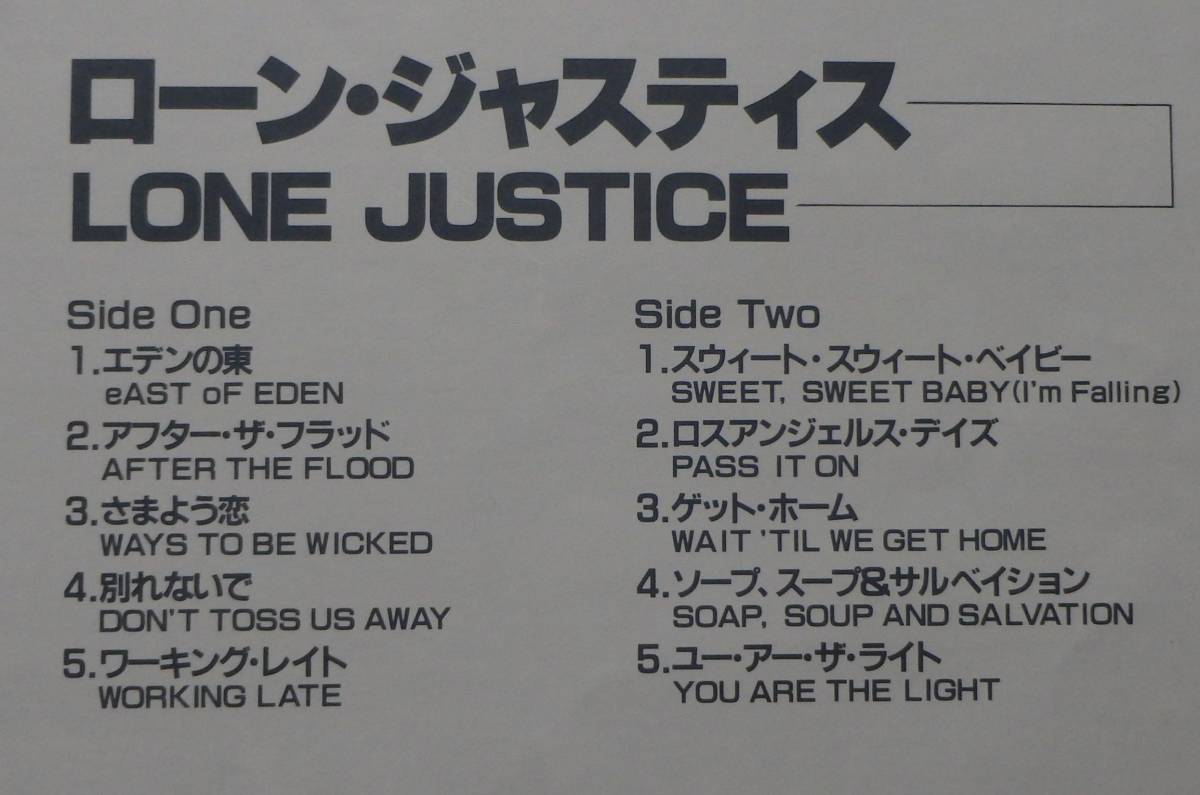 ローン・ジャスティス
LONE JUSTICE
Side One
1.エデンの東
eAST oF EDEN
2.アフター・ザ・フラッド
AFTER THE FLOOD
3.さまよう恋
WAYS TO BE WICKED
4.別れないで
DON'T TOSS US AWAY
5.ワーキング・レイト
WORKING LATE
Side Two
1.スウィート・スウィート・ベイビー
SWEET, SWEET BABY(I'm Falling)
2.ロスアンジェルス・デイズ
PASS IT ON
3.ゲット・ホーム
WAIT 'TIL WE GET HOME
4.ソープ、スープ&サルベイション
SOAP, SOUP AND SALVATION
5.ユー・アー・ザ・ライト
YOU ARE THE LIGHT